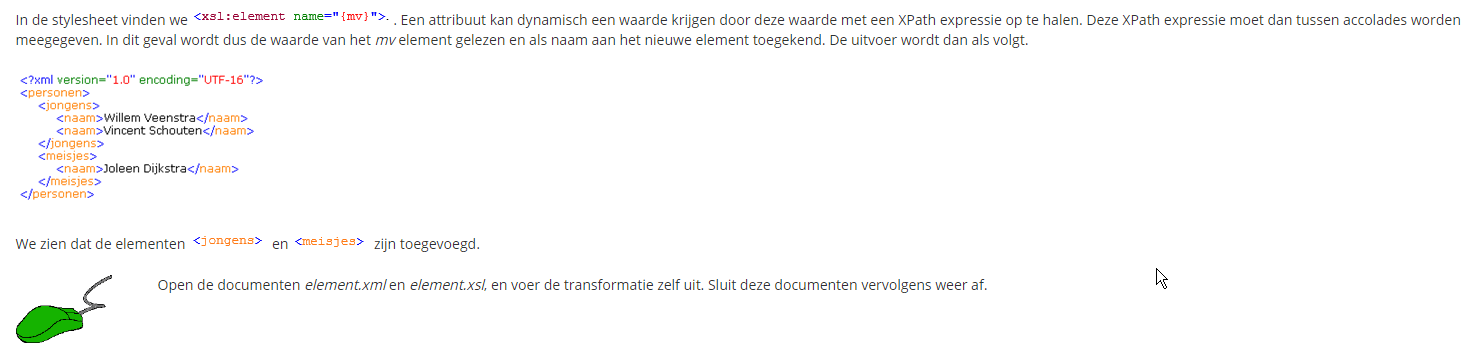 In de stylesheet vinden we <xsl:element name="{mv}">. . Een attribuut kan dynamisch een waarde krijgen door deze waarde met een XPath expressie op te halen. Deze XPath expressie moet dan tussen accolades worden
meegegeven. In dit geval wordt dus de waarde van het mv element gelezen en als naam aan het nieuwe element toegekend. De uitvoer wordt dan als volgt.
<?xml version="1.0" encoding="UTF-16"?>
<personen>
<jongens>
<naam>Willem Veenstra</naam>
<naam>Vincent Schouten</naam>
</jongens>
<meisjes>
<naam>Joleen Dijkstra</naam>
</meisjes>
</personen>
We zien dat de elementen <jongens> en <meisjes> zijn toegevoegd.
Open de documenten element.xml en element.xsl, en voer de transformatie zelf uit. Sluit deze documenten vervolgens weer af.